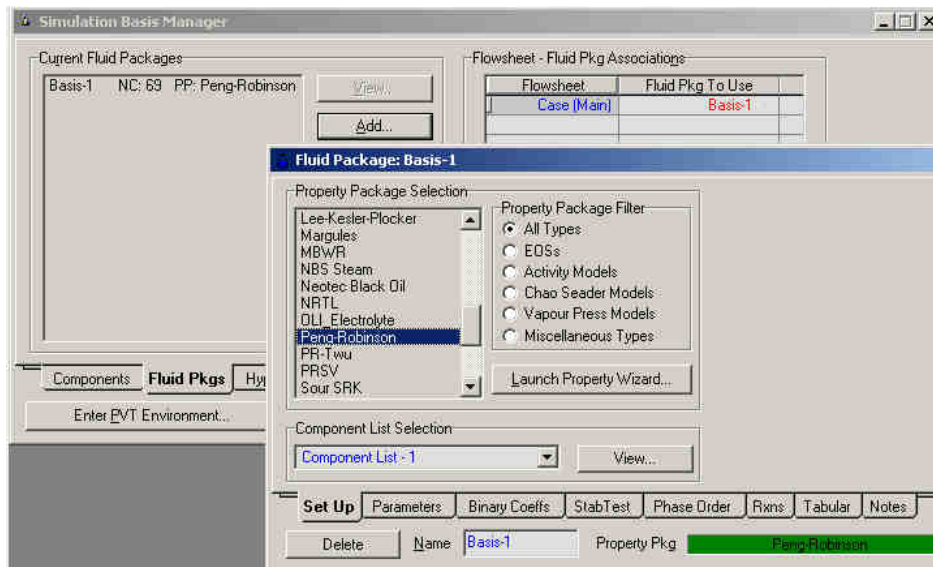 Simulation Basis Manager
Current Fluid Packages
Basis-1 NC: 69 PP: Peng-Robinson
View...
Add...
Flowsheet - Fluid Pkg Associations
Flowsheet Fluid Pkg To Use
Case (Main) Basis-1
Components Fluid Pkgs
Enter PVT Environment...
Fluid Package: Basis-1
Property Package Selection
Lee-Kesler-Plocker
Margules
MBWR
NBS Steam
Neotec Black Oil
NRTL
OLI_Electrolyte
Peng-Robinson
PR-Twu
PRSV
Sour SRK
Property Package Filter
All Types
EOSs
Activity Models
Chao Seader Models
Vapour Press Models
Miscellaneous Types
Launch Property Wizard...
Component List Selection
Component List - 1
View...
Set Up Parameters Binary Coeffs StabTest Phase Order Rxns Tabular Notes
Delete Name Basis-1 Property Pkg Peng-Robinson